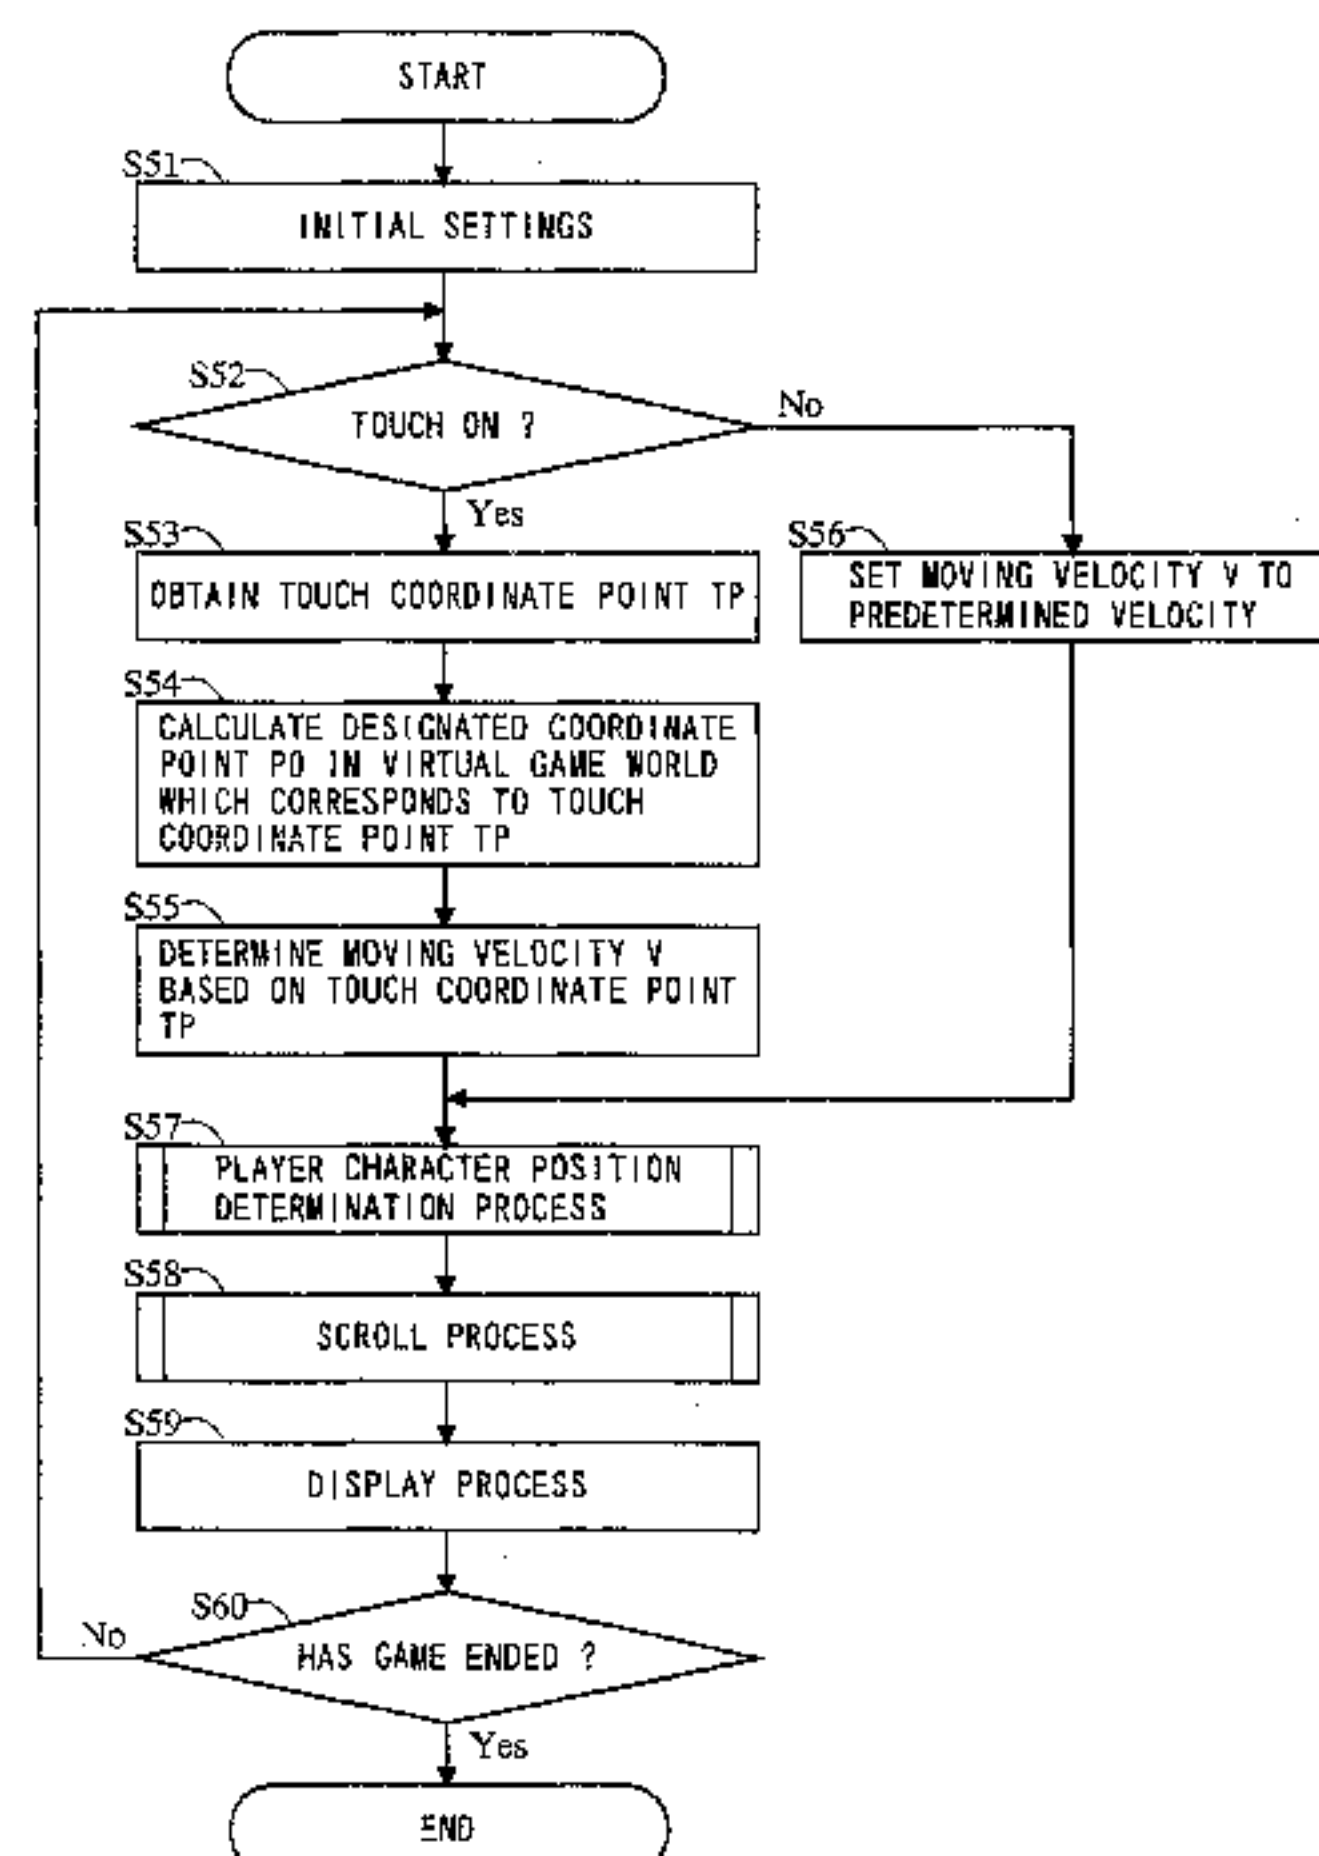 START
S51
INITIAL SETTINGS
S52
TOUCH ON ?
No
Yes
S53
OBTAIN TOUCH COORDINATE POINT TP
S56
SET MOVING VELOCITY V TO
PREDETERMINED VELOCITY
S54
CALCULATE DESIGNATED COORDINATE
POINT PO IN VIRTUAL GAME WORLD
WHICH CORRESPONDS TO TOUCH
COORDINATE POINT TP
S55
DETERMINE MOVING VELOCITY V
BASED ON TOUCH COORDINATE POINT
TP
S57
PLAYER CHARACTER POSITION
DETERMINATION PROCESS
S58
SCROLL PROCESS
S59
DISPLAY PROCESS
S60
HAS GAME ENDED ?
No
Yes
END